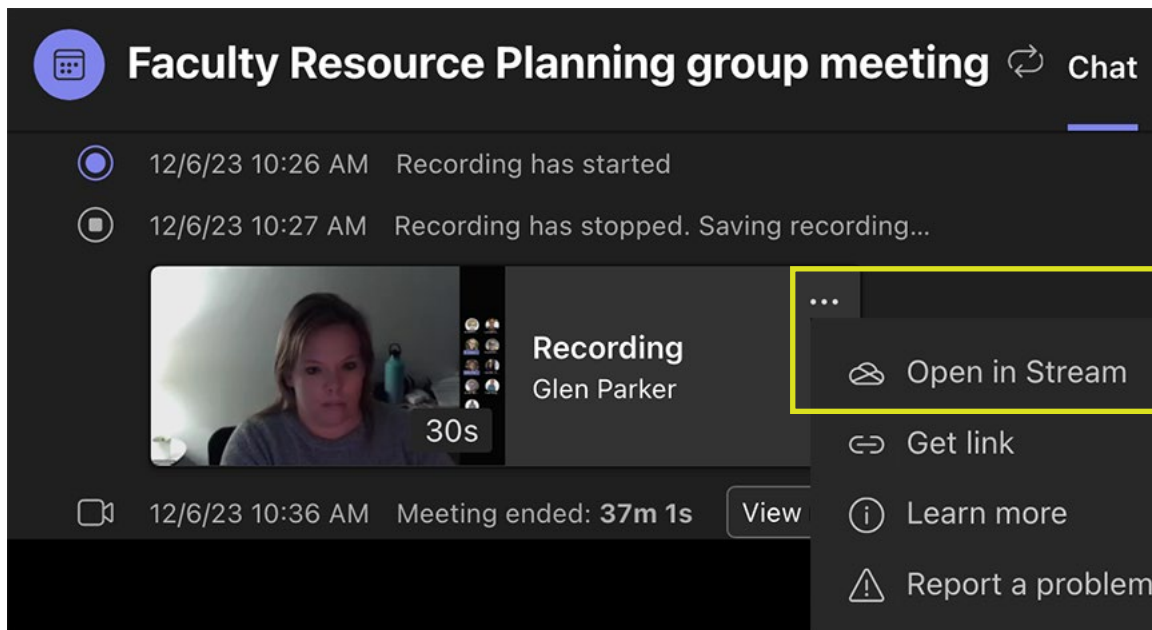 Faculty Resource Planning group meeting Chat
12/6/23 10:26 AM Recording has started
12/6/23 10:27 AM Recording has stopped. Saving recording...
...
Recording
Glen Parker
30s
Open in Stream
Get link
12/6/23 10:36 AM Meeting ended: 37m 1s View
Learn more
Report a problem